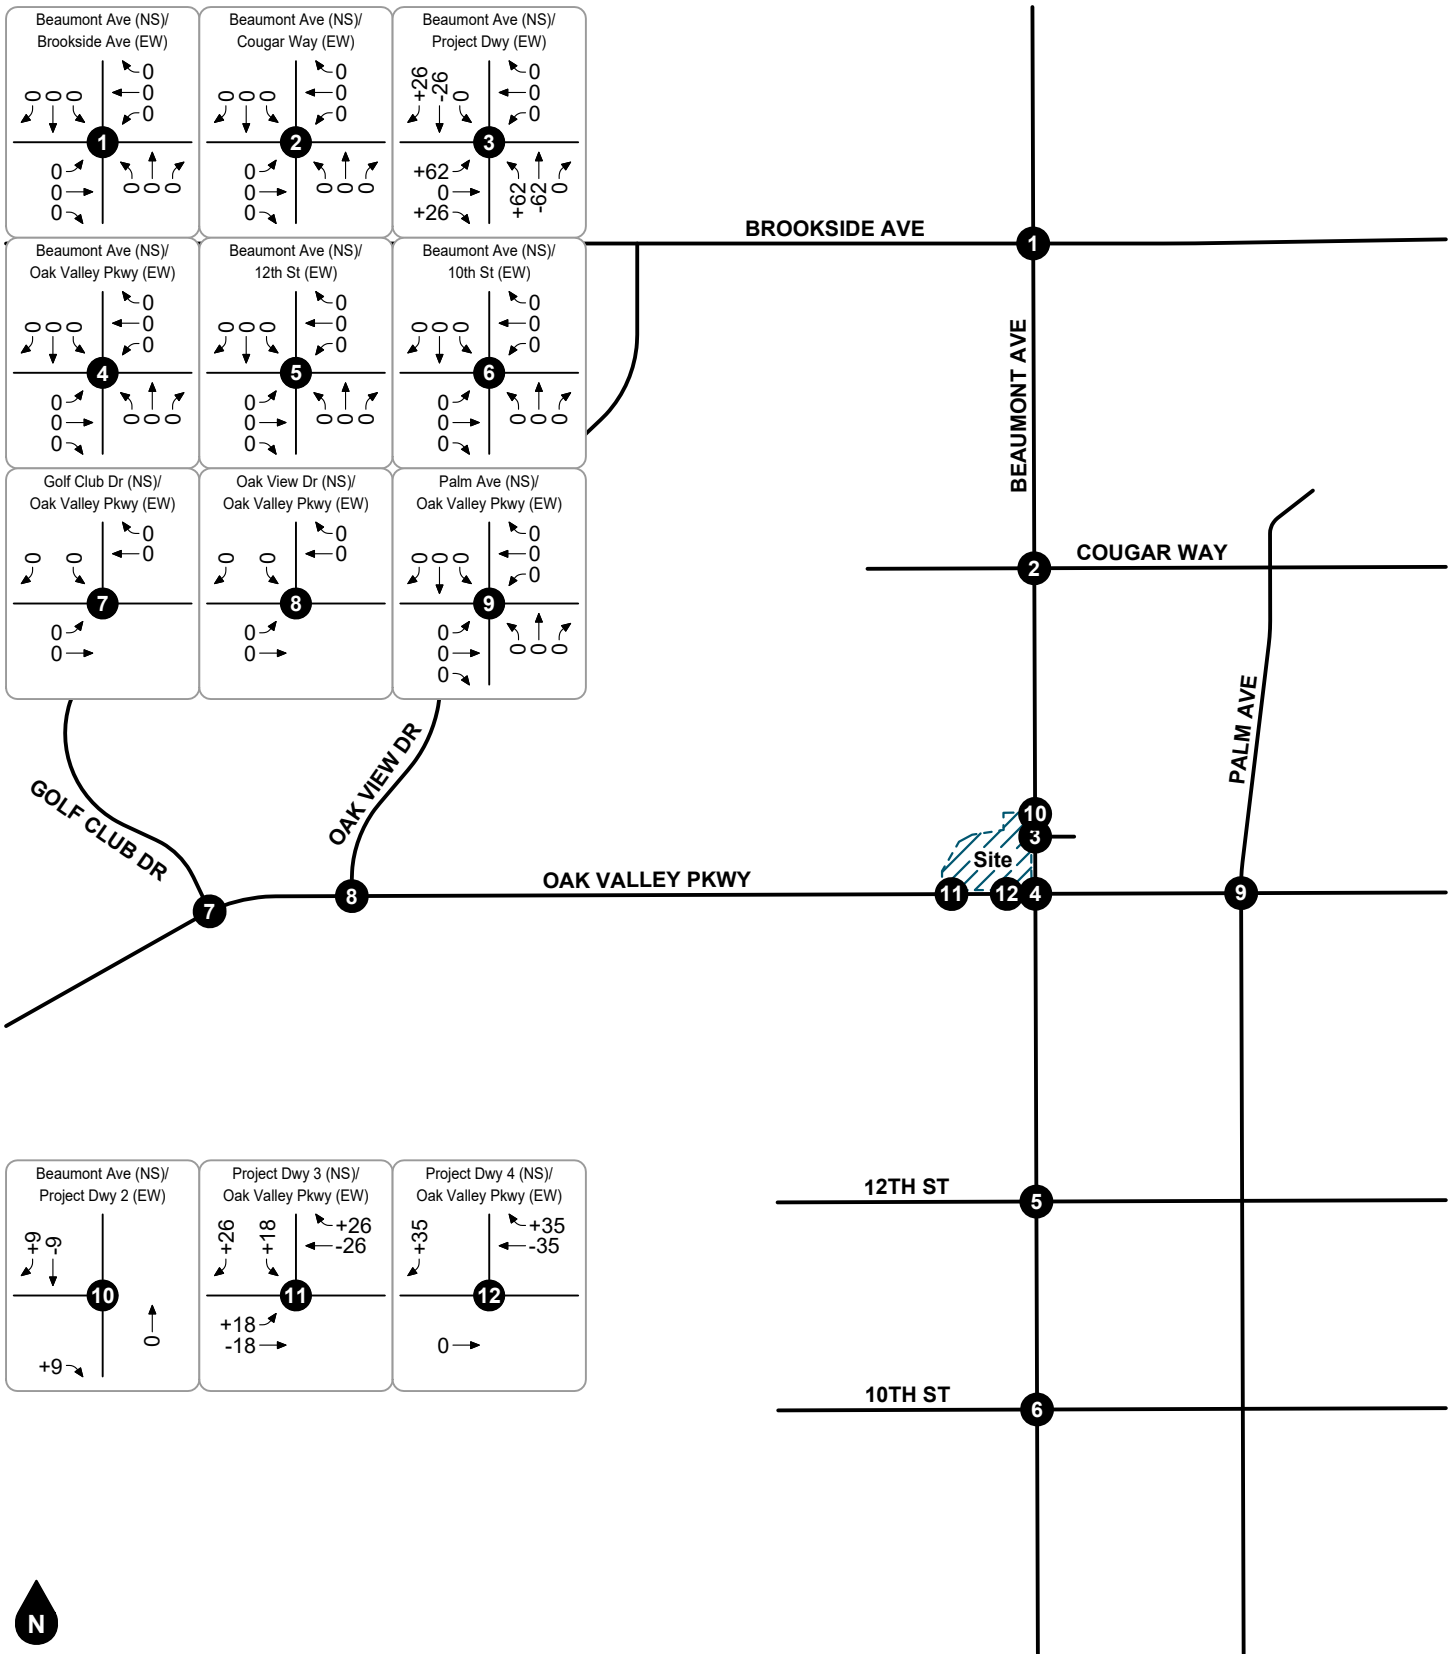 Beaumont Ave (NS)/
Brookside Ave (EW)
0
0
0
0 0 0
1
0
0
0
0 0 0
Beaumont Ave (NS)/
Cougar Way (EW)
0
0
0
0 0 0
2
0
0
0
0 0 0
Beaumont Ave (NS)/
Project Dwy (EW)
0
0
0
+26 -26 0
3
+62
0
+26
+62 -62 0
Beaumont Ave (NS)/
Oak Valley Pkwy (EW)
0
0
0
0 0 0
4
0
0
0
0 0 0
Beaumont Ave (NS)/
12th St (EW)
0
0
0
0 0 0
5
0
0
0
0 0 0
Beaumont Ave (NS)/
10th St (EW)
0
0
0
0 0 0
6
0
0
0
0 0 0
Golf Club Dr (NS)/
Oak Valley Pkwy (EW)
0
0
0 0
7
0
0
Oak View Dr (NS)/
Oak Valley Pkwy (EW)
0
0
0 0
8
0
0
Palm Ave (NS)/
Oak Valley Pkwy (EW)
0
0
0
0 0 0
9
0
0
0
0 0 0
BROOKSIDE AVE
1
BEAUMONT AVE
COUGAR WAY
2
PALM AVE
GOLF CLUB DR
OAK VIEW DR
10
3
Site
OAK VALLEY PKWY
7
8
11
12
4
9
12TH ST
5
10TH ST
6
Beaumont Ave (NS)/
Project Dwy 2 (EW)
+9 -9
10
0
+9
Project Dwy 3 (NS)/
Oak Valley Pkwy (EW)
+26
-26
+26 +18
11
+18
-18
Project Dwy 4 (NS)/
Oak Valley Pkwy (EW)
+35
-35
+35
12
0
N